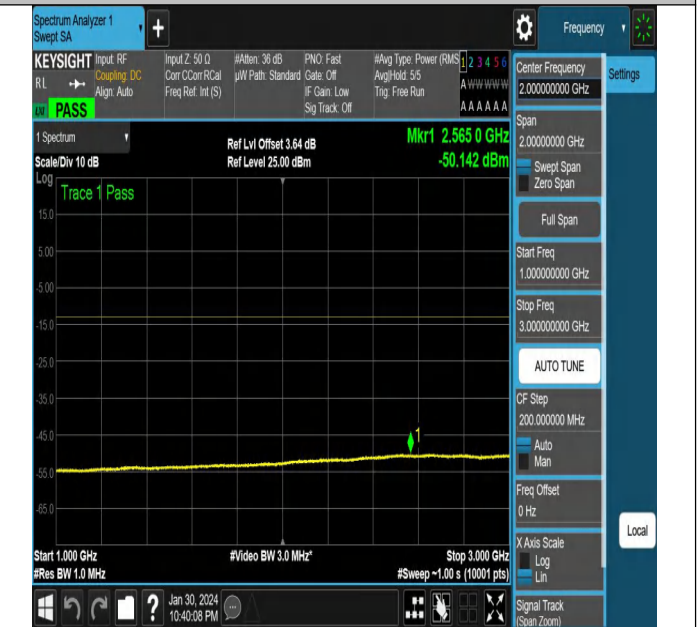 Spectrum Analyzer 1
Swept SA
+
Frequency
KEYSIGHT
RL
PASS
Input: RF
Coupling: DC
Align: Auto
Input Z: 50 Ω
Corr CCorr RCal
Freq Ref: Int (S)
#Atten: 36 dB
µW Path: Standard
PNO: Fast
Gate: Off
IF Gain: Low
Sig Track: Off
#Avg Type: Power (RMS
Avg|Hold: 5/5
Trig: Free Run
1 2 3 4 5 6
A W W W W W
A A A A A A
1 Spectrum
Scale/Div 10 dB
Ref Lvl Offset 3.64 dB
Ref Level 25.00 dBm
Mkr1 2.565 0 GHz
-50.142 dBm
Log
Trace 1 Pass
15.0
5.00
-5.00
-15.0
-25.0
-35.0
-45.0
-55.0
-65.0
1
Start 1.000 GHz
#Res BW 1.0 MHz
#Video BW 3.0 MHz*
Stop 3.000 GHz
#Sweep ~1.00 s (10001 pts)
?
Jan 30, 2024
10:40:08 PM
Center Frequency
2.000000000 GHz
Settings
Span
2.00000000 GHz
Swept Span
Zero Span
Full Span
Start Freq
1.000000000 GHz
Stop Freq
3.000000000 GHz
AUTO TUNE
CF Step
200.000000 MHz
Auto
Man
Freq Offset
0 Hz
X Axis Scale
Log
Lin
Local
Signal Track
(Span Zoom)